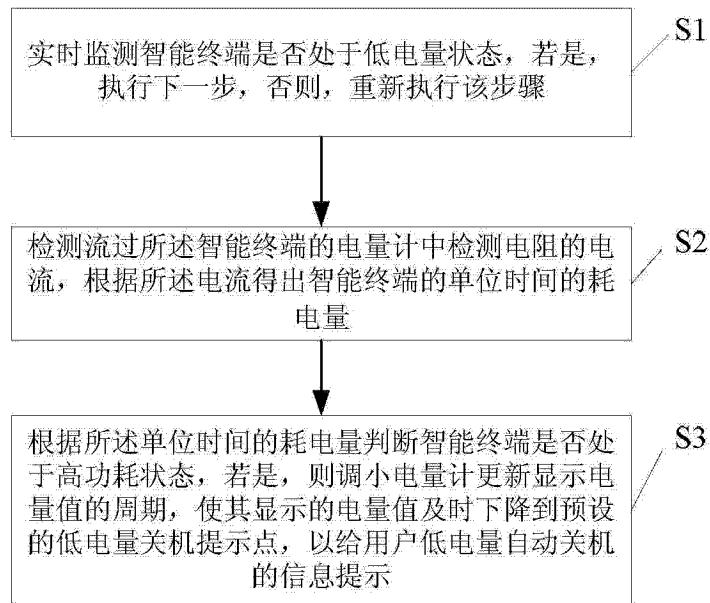 S1
实时监测智能终端是否处于低电量状态，若是，
执行下一步，否则，重新执行该步骤
S2
检测流过所述智能终端的电量计中检测电阻的电
流，根据所述电流得出智能终端的单位时间的耗
电量
S3
根据所述单位时间的耗电量判断智能终端是否处
于高功耗状态，若是，则调小电量计更新显示电
量值的周期，使其显示的电量值及时下降到预设
的低电量关机提示点，以给用户低电量自动关机
的信息提示